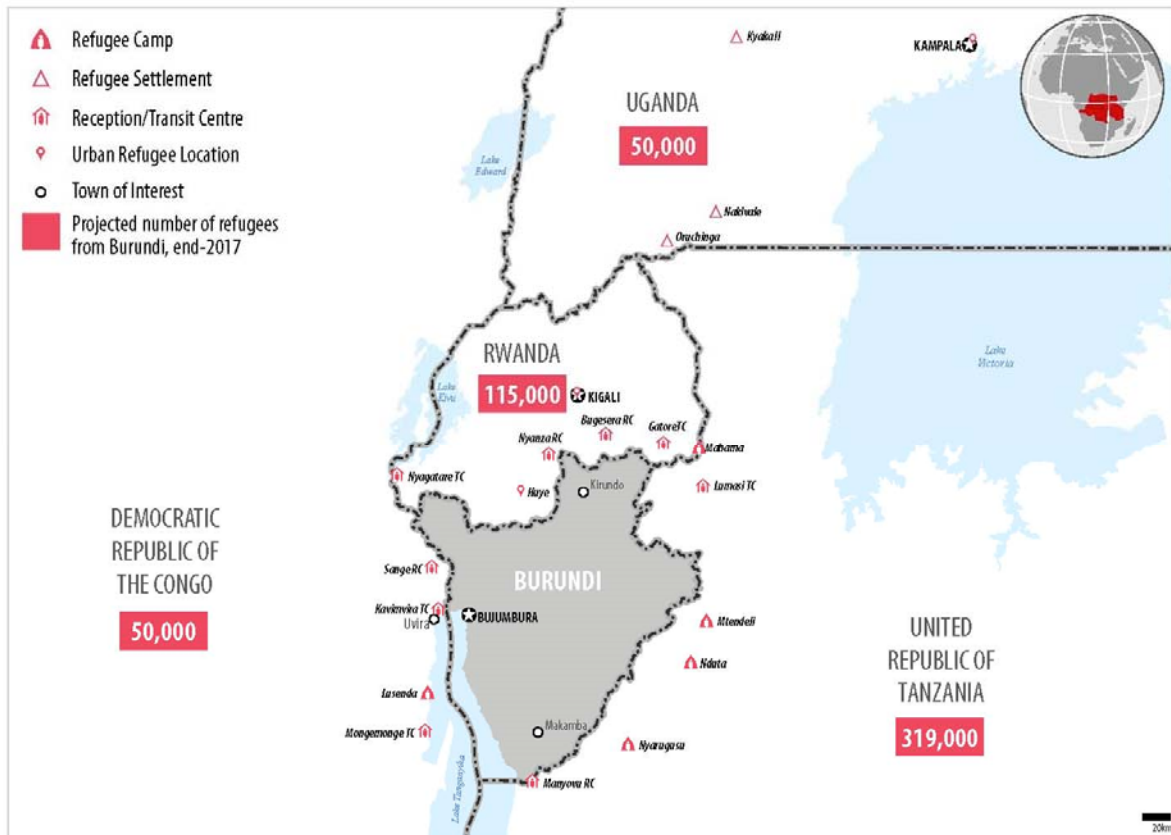 Refugee Camp
Refugee Settlement
Reception/Transit Centre
Urban Refugee Location
Town of Interest
Projected number of refugees
from Burundi, end-2017
Kyakaii
KAMPALA
UGANDA
50,000
Lake
Edward
Nakivale
Oruchinga
RWANDA
115,000
KIGALI
Lake
Kivu
Lake
Victoria
Bugesera RC
Gatore TC
Nyanza RC
Mahama
Nyagatare TC
Huye
Kirundo
Lumasi TC
DEMOCRATIC
REPUBLIC OF
THE CONGO
50,000
Sange RC
BURUNDI
Kavimvira TC
Uvira
BUJUMBURA
Mtendeli
Nduta
UNITED
REPUBLIC OF
TANZANIA
319,000
Lusenda
Mongemonge TC
Makamba
Nyarugusu
Manyovu RC
Lake Tanganyika
20km